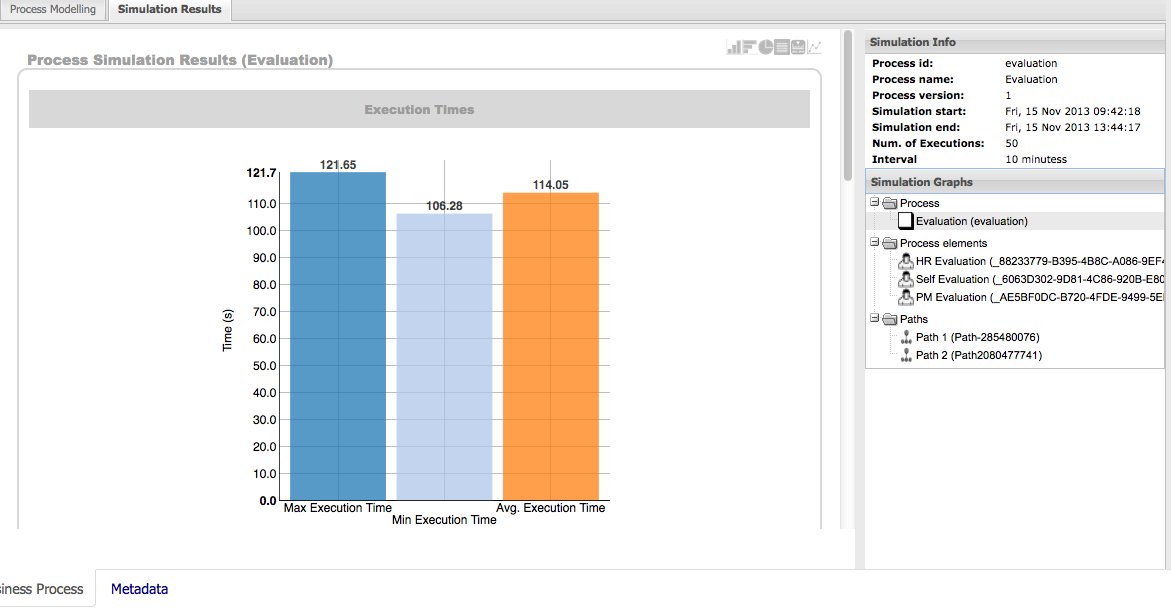 Process Modelling
Simulation Results
Process Simulation Results (Evaluation)
Execution Times
121.65
106.28
114.05
121.7
110.0
100.0
90.0
80.0
70.0
60.0
50.0
40.0
30.0
20.0
10.0
0.0
Time (s)
Max Execution Time
Min Execution Time
Avg. Execution Time
Simulation Info
Process id: evaluation
Process name: Evaluation
Process version: 1
Simulation start: Fri, 15 Nov 2013 09:42:18
Simulation end: Fri, 15 Nov 2013 13:44:17
Num. of Executions: 50
Interval 10 minutess
Simulation Graphs
Process
Evaluation (evaluation)
Process elements
HR Evaluation (_88233779-B395-4B8C-A086-9EF4
Self Evaluation (_6063D302-9D81-4C86-920B-E80
PM Evaluation (_AE5BF0DC-B720-4FDE-9499-5E
Paths
Path 1 (Path-285480076)
Path 2 (Path2080477741)
iness Process
Metadata